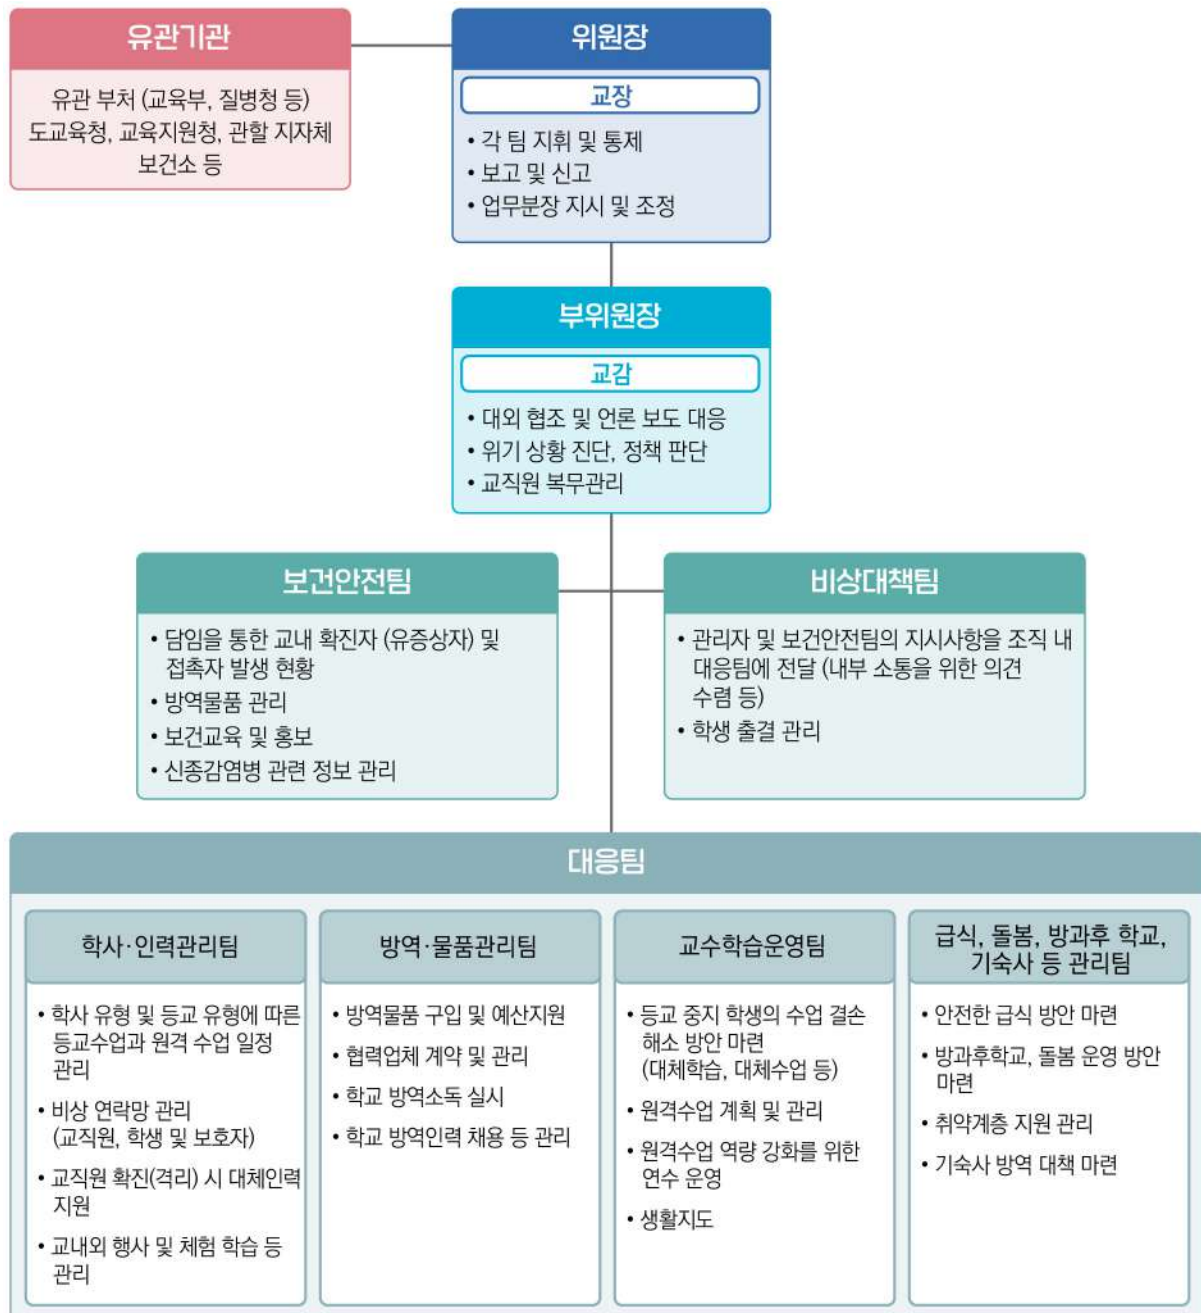 유관기관
유관 부처 (교육부, 질병청 등)
도교육청, 교육지원청, 관할 지자체
보건소 등
위원장
교장
• 각 팀 지휘 및 통제
• 보고 및 신고
• 업무분장 지시 및 조정
부위원장
교감
• 대외 협조 및 언론 보도 대응
• 위기 상황 진단, 정책 판단
• 교직원 복무관리
보건안전팀
• 담임을 통한 교내 확진자 (유증상자) 및
접촉자 발생 현황
• 방역물품 관리
• 보건교육 및 홍보
• 신종감염병 관련 정보 관리
비상대책팀
• 관리자 및 보건안전팀의 지시사항을 조직 내
대응팀에 전달 (내부 소통을 위한 의견
수렴 등)
• 학생 출결 관리
대응팀
학사·인력관리팀
• 학사 유형 및 등교 유형에 따른
등교수업과 원격 수업 일정
관리
• 비상 연락망 관리
(교직원, 학생 및 보호자)
• 교직원 확진(격리) 시 대체인력
지원
• 교내외 행사 및 체험 학습 등
관리
방역·물품관리팀
• 방역물품 구입 및 예산지원
• 협력업체 계약 및 관리
• 학교 방역소독 실시
• 학교 방역인력 채용 등 관리
교수학습운영팀
• 등교 중지 학생의 수업 결손
해소 방안 마련
(대체학습, 대체수업 등)
• 원격수업 계획 및 관리
• 원격수업 역량 강화를 위한
연수 운영
• 생활지도
급식, 돌봄, 방과후 학교,
기숙사 등 관리팀
• 안전한 급식 방안 마련
• 방과후학교, 돌봄 운영 방안
마련
• 취약계층 지원 관리
• 기숙사 방역 대책 마련